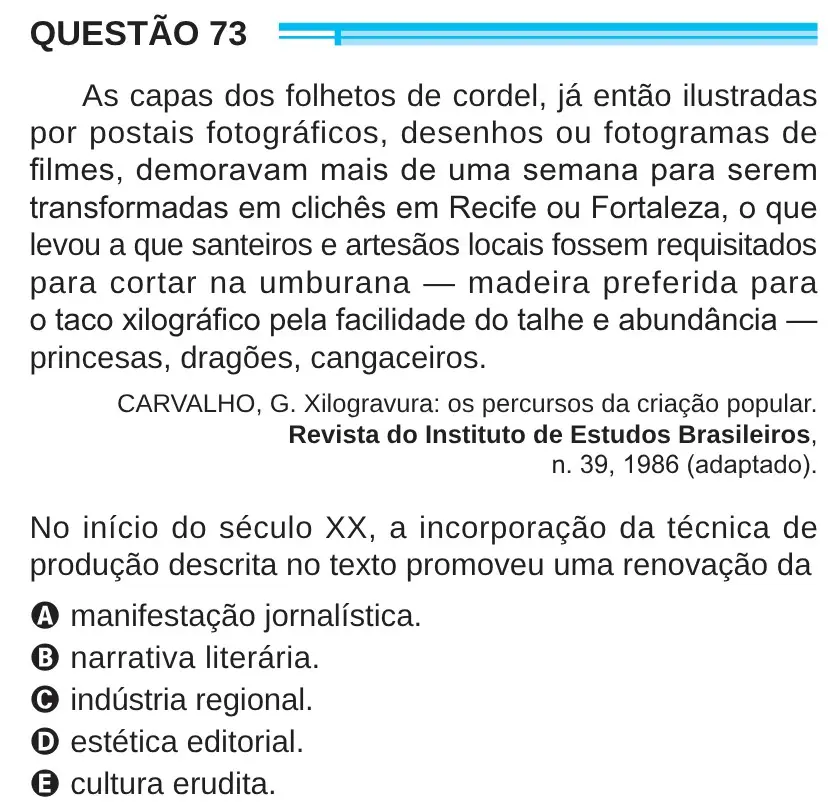 QUESTÃO 73
As capas dos folhetos de cordel, já então ilustradas
por postais fotográficos, desenhos ou fotogramas de
filmes, demoravam mais de uma semana para serem
transformadas em clichês em Recife ou Fortaleza, o que
levou a que santeiros e artesãos locais fossem requisitados
para cortar na umburana — madeira preferida para
o taco xilográfico pela facilidade do talhe e abundância —
princesas, dragões, cangaceiros.
CARVALHO, G. Xilogravura: os percursos da criação popular.
Revista do Instituto de Estudos Brasileiros,
n. 39, 1986 (adaptado).
No início do século XX, a incorporação da técnica de
produção descrita no texto promoveu uma renovação da
A manifestação jornalística.
B narrativa literária.
C indústria regional.
D estética editorial.
E cultura erudita.